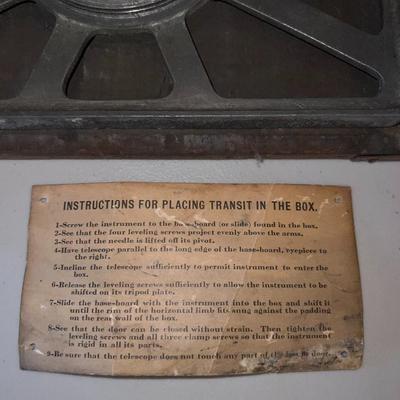 INSTRUCTIONS FOR PLACING TRANSIT IN THE BOX.
1-Screw the instrument to the base-board (or slide) found in the box.
2-See that the four leveling screws project evenly above the arms.
3-See that the needle is lifted off its pivot.
4-Have telescope parallel to the long edge of the base-board, eyepiece to
the right.
5-Incline the telescope sufficiently to permit instrument to enter the
box.
6-Release the leveling screws sufficiently to allow the instrument to be
shifted on its tripod plate.
7-Slide the base-board with the instrument into the box and shift it
until the rim of the horizontal limb fits snug against the padding
on the rear wall of the box.
8-See that the door can be closed without strain. Then tighten the
leveling screws and all three clamp screws so that the instrument
is rigid in all its parts.
9-Be sure that the telescope does not touch any part of the box or door.